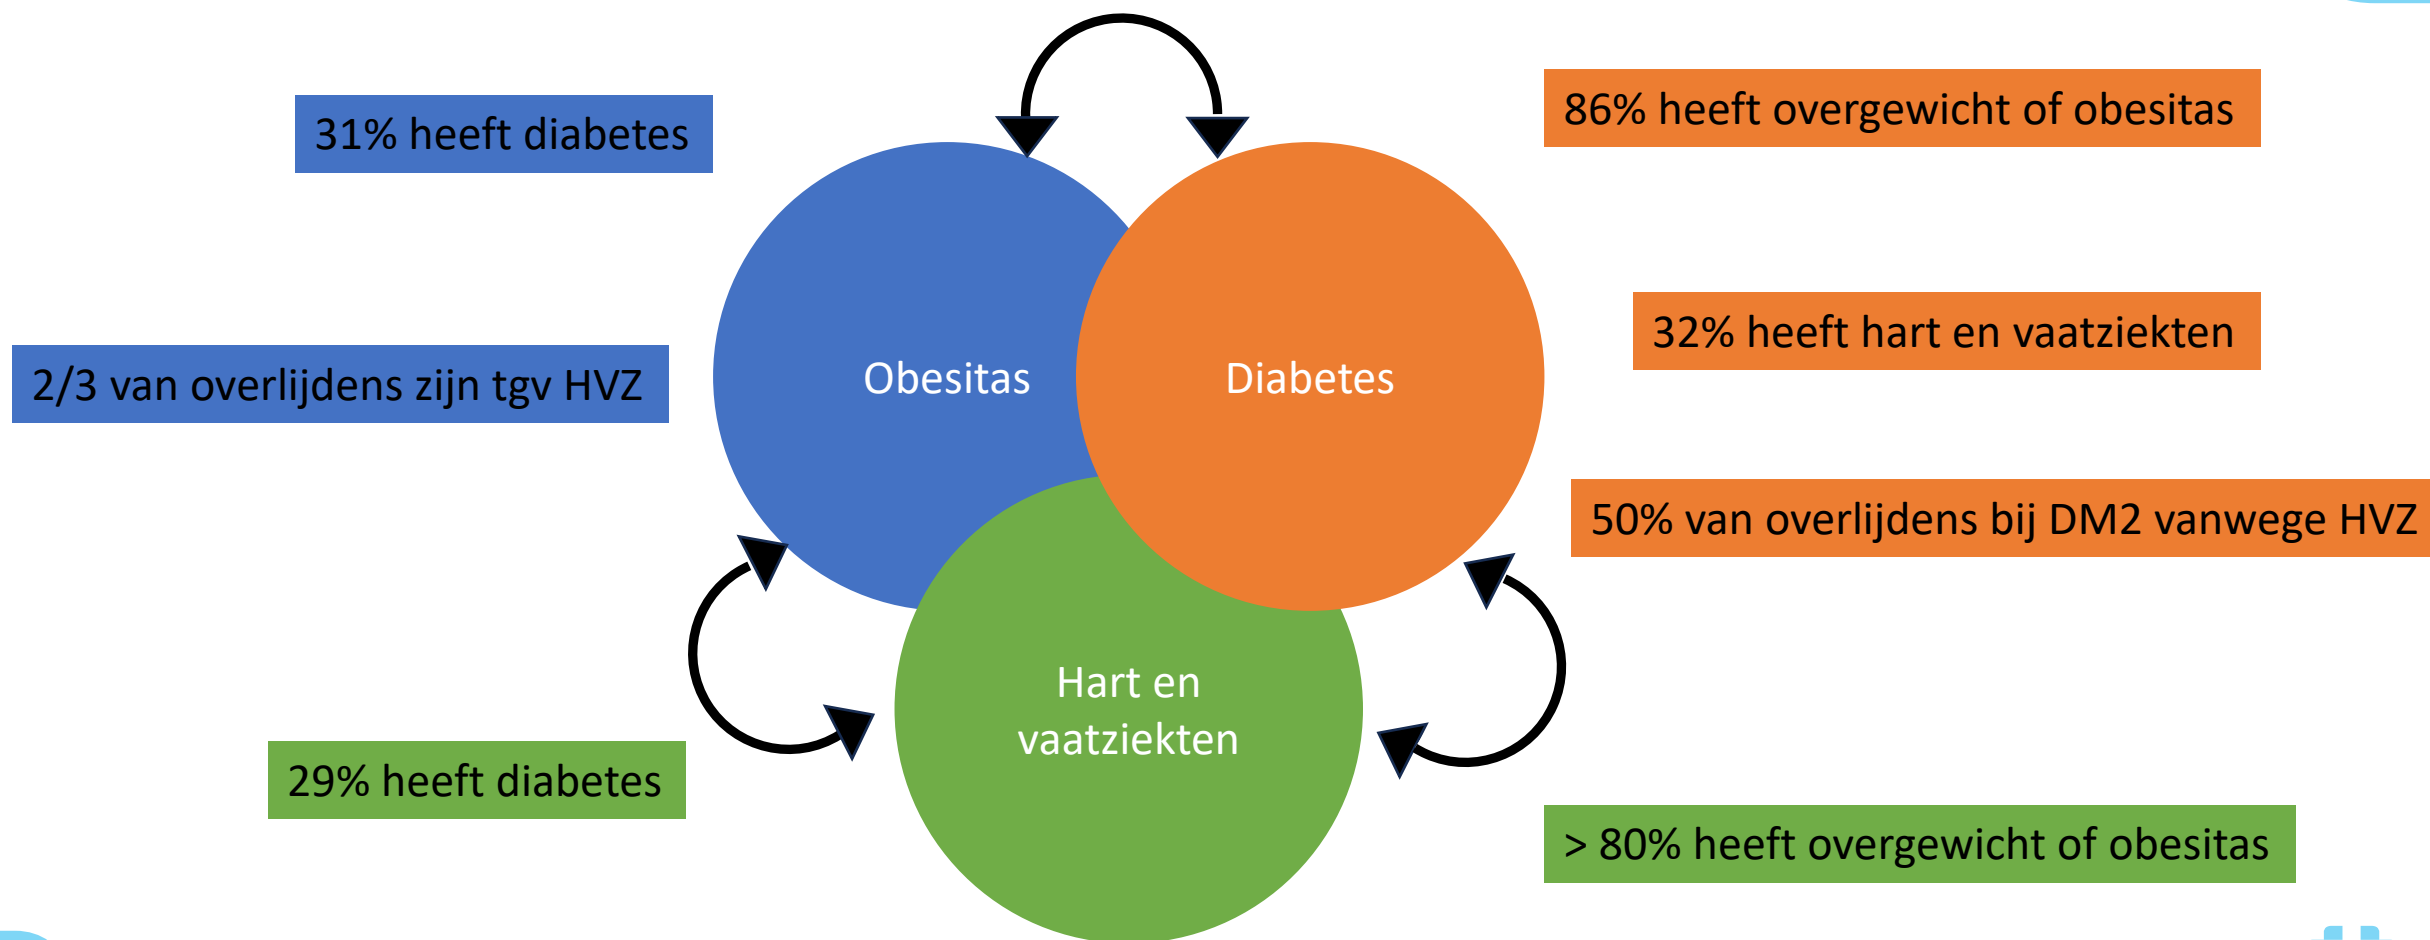 31% heeft diabetes
86% heeft overgewicht of obesitas
2/3 van overlijdens zijn tgv HVZ
Obesitas
Diabetes
32% heeft hart en vaatziekten
50% van overlijdens bij DM2 vanwege HVZ
Hart en
vaatziekten
29% heeft diabetes
> 80% heeft overgewicht of obesitas